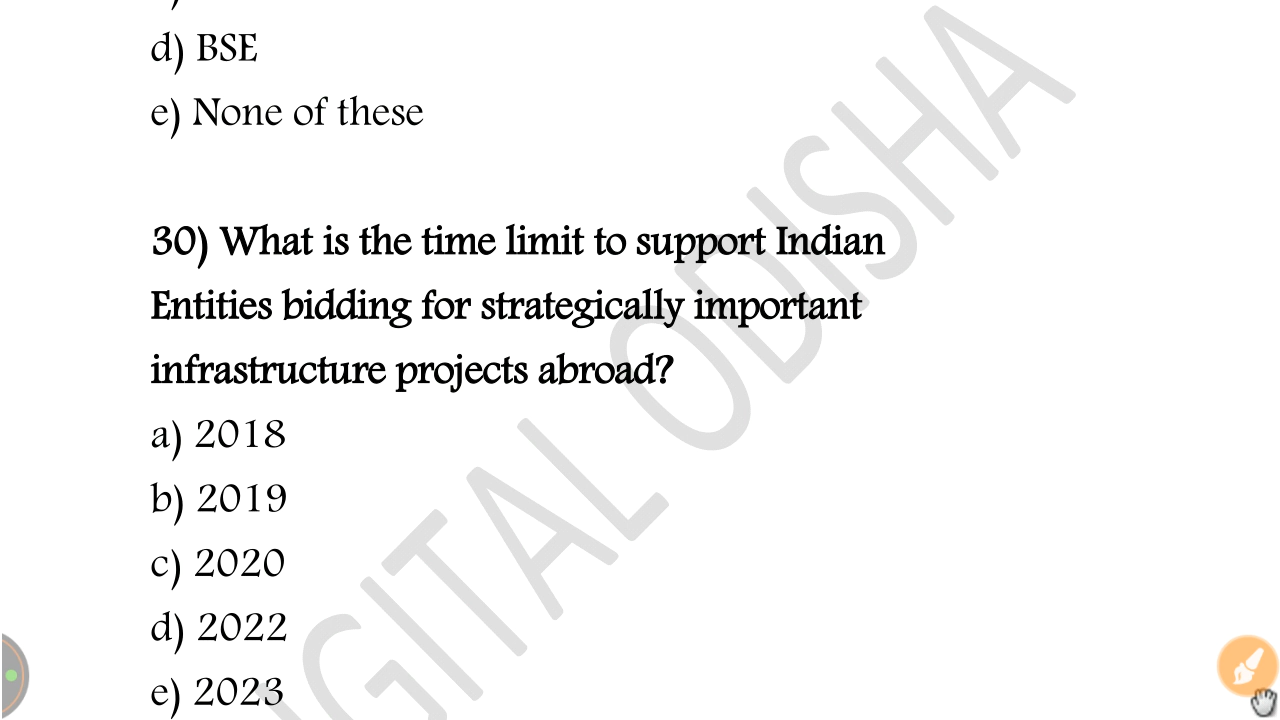 d) BSE
e) None of these
30) What is the time limit to support Indian
Entities bidding for strategically important
infrastructure projects abroad?
a) 2018
b) 2019
c) 2020
d) 2022
e) 2023
GITAL ODISHA